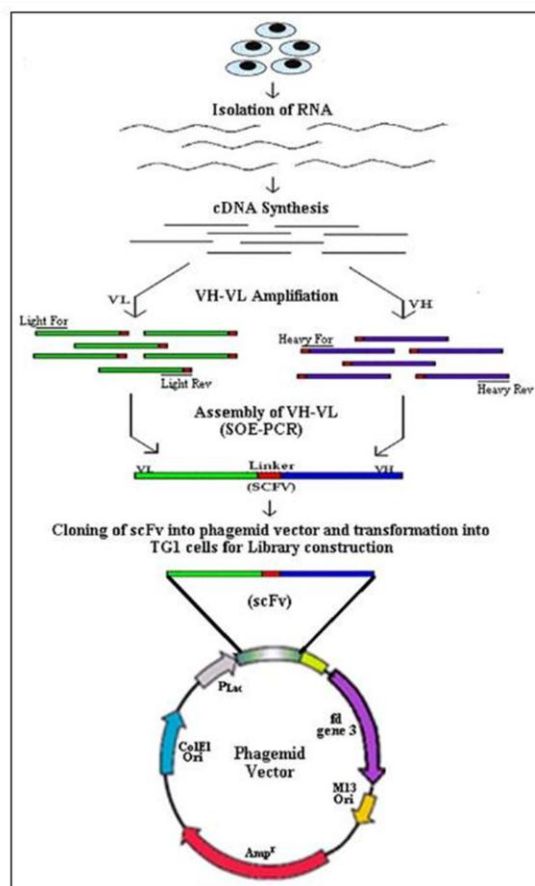 Isolation of RNA
cDNA Synthesis
VL
VH-VL Amplifiation
VH
Light For
Heavy For
Light Rev
Heavy Rev
Assembly of VH-VL
(SOE-PCR)
VL
Linker
VH
(SCFV)
Cloning of scFv into phagemid vector and transformation into
TG1 cells for Library construction
(scFv)
PLac
fd
gene 3
ColE1
Ori
Phagemid
Vector
M13
Ori
Ampr